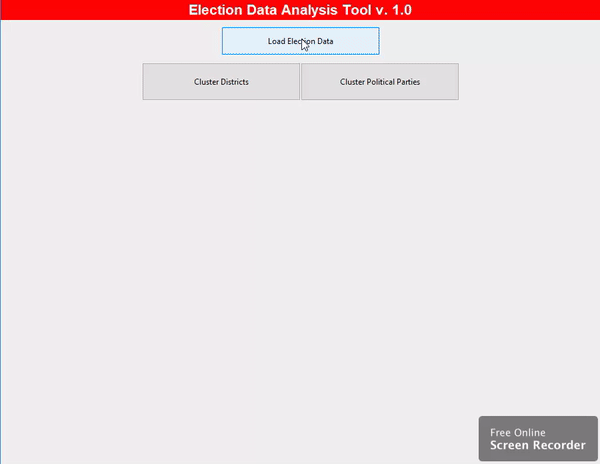 Election Data Analysis Tool v. 1.0
Load Election Data
Cluster Districts
Cluster Political Parties
Free Online
Screen Recorder